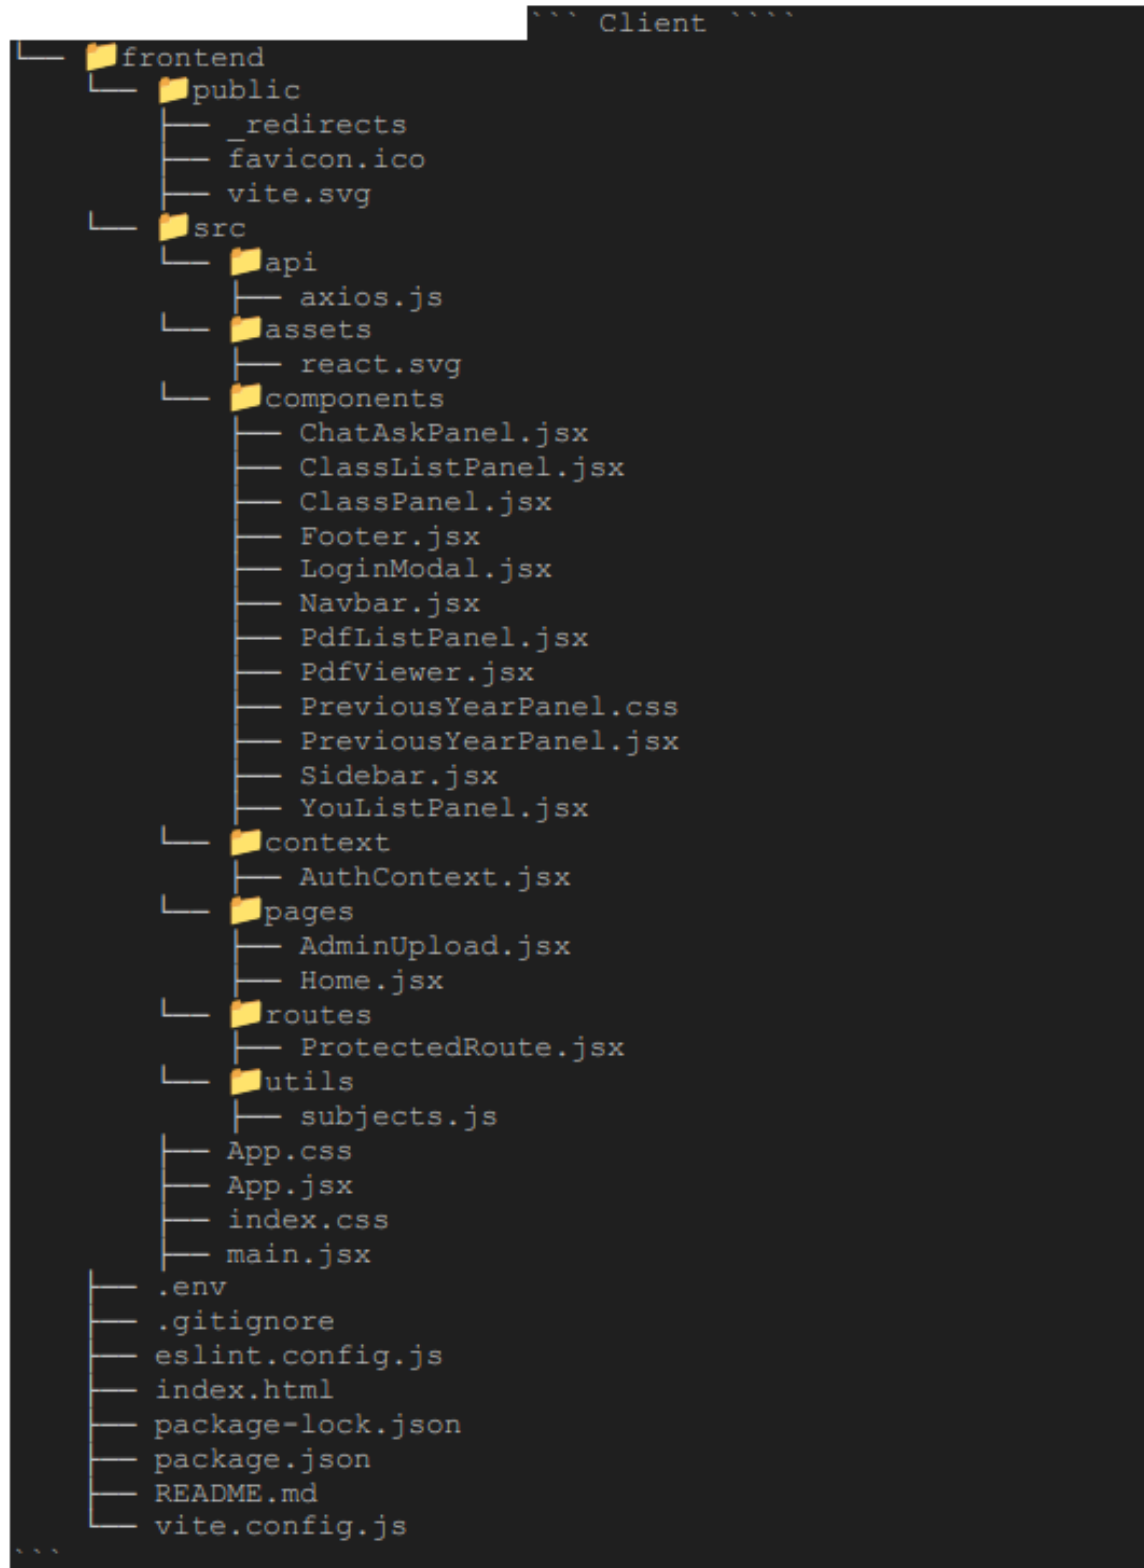 ``` Client ````
└── 📁frontend
    └── 📁public
        ├── _redirects
        ├── favicon.ico
        ├── vite.svg
    └── 📁src
        └── 📁api
            ├── axios.js
        └── 📁assets
            ├── react.svg
        └── 📁components
            ├── ChatAskPanel.jsx
            ├── ClassListPanel.jsx
            ├── ClassPanel.jsx
            ├── Footer.jsx
            ├── LoginModal.jsx
            ├── Navbar.jsx
            ├── PdfListPanel.jsx
            ├── PdfViewer.jsx
            ├── PreviousYearPanel.css
            ├── PreviousYearPanel.jsx
            ├── Sidebar.jsx
            ├── YouListPanel.jsx
        └── 📁context
            ├── AuthContext.jsx
        └── 📁pages
            ├── AdminUpload.jsx
            ├── Home.jsx
        └── 📁routes
            ├── ProtectedRoute.jsx
        └── 📁utils
            ├── subjects.js
        ├── App.css
        ├── App.jsx
        ├── index.css
        ├── main.jsx
    ├── .env
    ├── .gitignore
    ├── eslint.config.js
    ├── index.html
    ├── package-lock.json
    ├── package.json
    ├── README.md
    └── vite.config.js
```